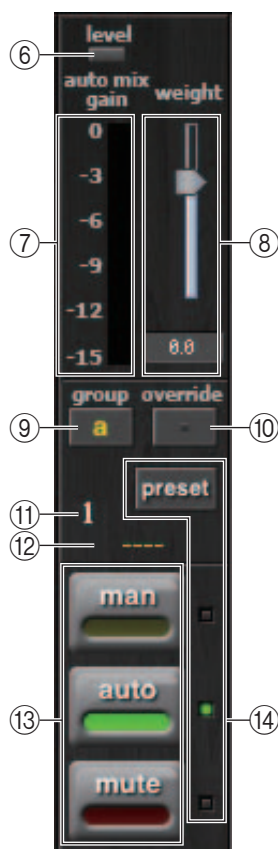 level
⑥
auto mix gain weight
0
-3
⑦ ⑧
-6
-9
-12
-15
0.0
group override
⑨ a - ⑩
preset
⑪ 1
⑫ ----
man
auto
⑬ ⑭
mute